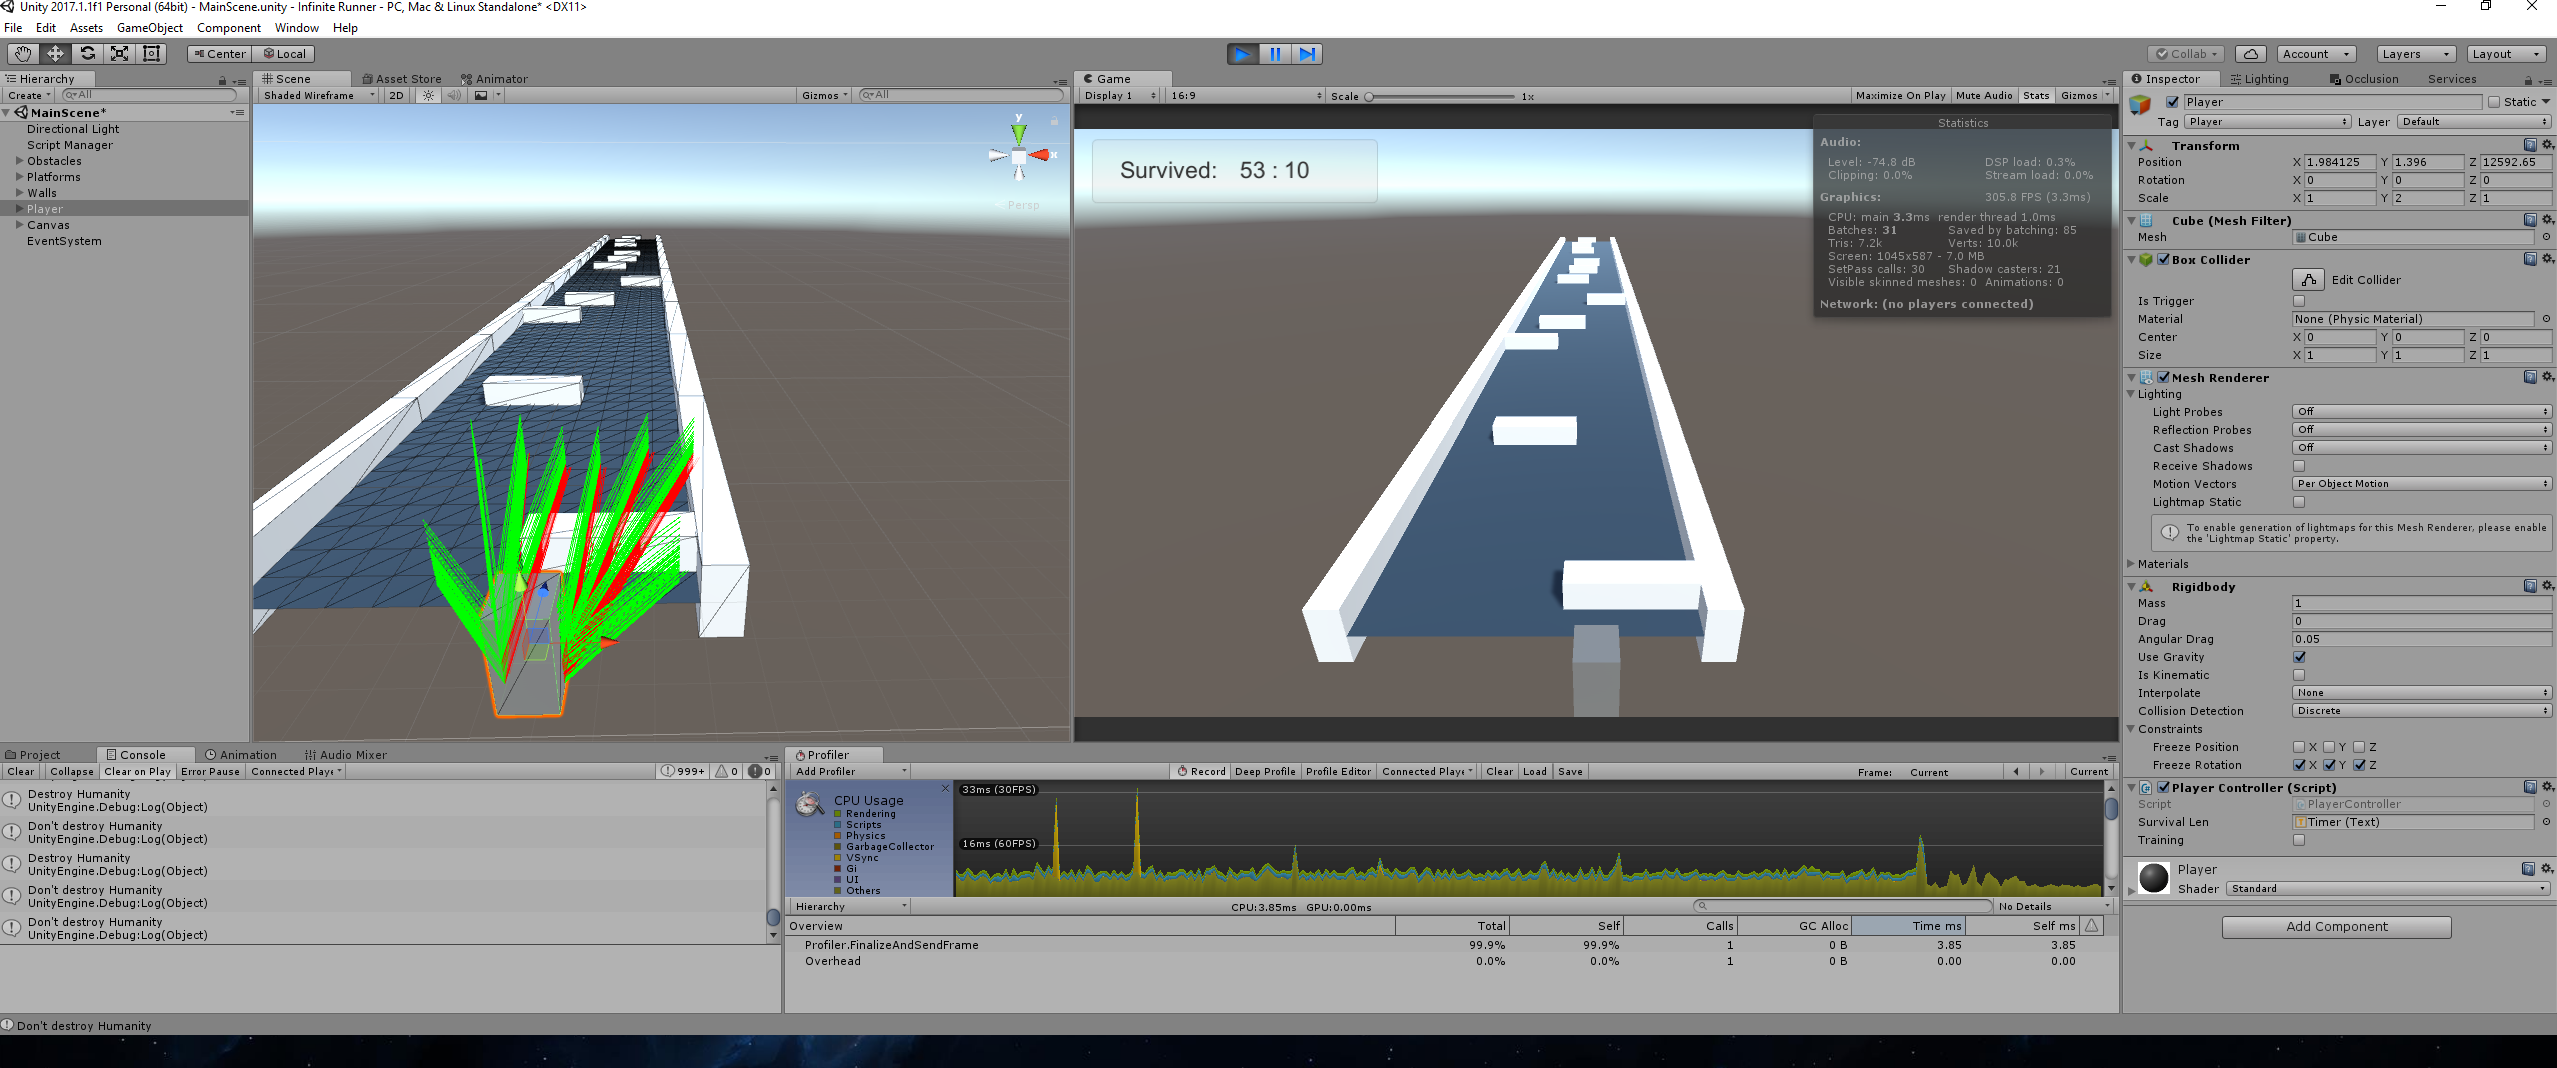 Unity 2017.1.1f1 Personal (64bit) - MainScene.unity - Infinite Runner - PC, Mac & Linux Standalone* <DX11>
File Edit Assets GameObject Component Window Help
Center Local
Collab Account Layers Layout
Hierarchy
Create All
MainScene*
Directional Light
Script Manager
Obstacles
Platforms
Walls
Player
Canvas
EventSystem
Scene Asset Store Animator
Shaded Wireframe 2D Gizmos All
y
x
Persp
Game
Display 1 16:9 Scale 1x Maximize On Play Mute Audio Stats Gizmos
Survived: 53 : 10
Statistics
Audio:
Level: -74.8 dB DSP load: 0.3%
Clipping: 0.0% Stream load: 0.0%
Graphics: 305.8 FPS (3.3ms)
CPU: main 3.3ms render thread 1.0ms
Batches: 31 Saved by batching: 85
Tris: 7.2k Verts: 10.0k
Screen: 1045x587 - 7.0 MB
SetPass calls: 30 Shadow casters: 21
Visible skinned meshes: 0 Animations: 0
Network: (no players connected)
Inspector Lighting Occlusion Services
Player Static
Tag Player Layer Default
Transform
Position X 1.984125 Y 1.396 Z 12592.65
Rotation X 0 Y 0 Z 0
Scale X 1 Y 2 Z 1
Cube (Mesh Filter)
Mesh Cube
Box Collider
Edit Collider
Is Trigger
Material None (Physic Material)
Center X 0 Y 0 Z 0
Size X 1 Y 1 Z 1
Mesh Renderer
Lighting
Light Probes Off
Reflection Probes Off
Cast Shadows Off
Receive Shadows
Motion Vectors Per Object Motion
Lightmap Static
To enable generation of lightmaps for this Mesh Renderer, please enable
the 'Lightmap Static' property.
Materials
Rigidbody
Mass 1
Drag 0
Angular Drag 0.05
Use Gravity
Is Kinematic
Interpolate None
Collision Detection Discrete
Constraints
Freeze Position X Y Z
Freeze Rotation X Y Z
Player Controller (Script)
Script PlayerController
Survival Len Timer (Text)
Training
Player
Shader Standard
Add Component
Project Console Animation Audio Mixer
Clear Collapse Clear on Play Error Pause Connected Playe 999+ 0 0
UnityEngine.Debug:Log(Object)
Destroy Humanity
UnityEngine.Debug:Log(Object)
Don't destroy Humanity
UnityEngine.Debug:Log(Object)
Destroy Humanity
UnityEngine.Debug:Log(Object)
Don't destroy Humanity
UnityEngine.Debug:Log(Object)
Don't destroy Humanity
UnityEngine.Debug:Log(Object)
Profiler
Add Profiler Record Deep Profile Profile Editor Connected Playe Clear Load Save Frame: Current Current
CPU Usage
Rendering
Scripts
Physics
GarbageCollector
VSync
Gi
UI
Others
33ms (30FPS)
16ms (60FPS)
Hierarchy CPU:3.85ms GPU:0.00ms No Details
Overview Total Self Calls GC Alloc Time ms Self ms
Profiler.FinalizeAndSendFrame 99.9% 99.9% 1 0 B 3.85 3.85
Overhead 0.0% 0.0% 1 0 B 0.00 0.00
Don't destroy Humanity